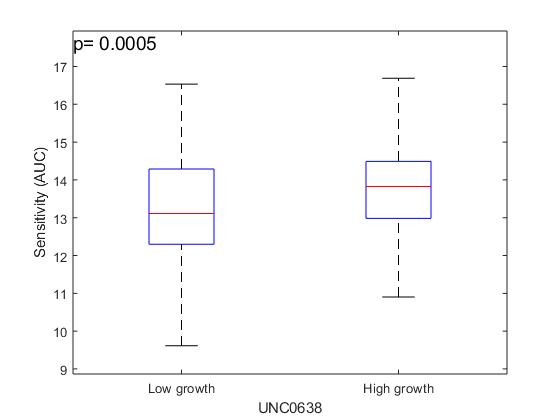 p= 0.0005
Sensitivity (AUC)
17
16
15
14
13
12
11
10
9
Low growth High growth
UNC0638